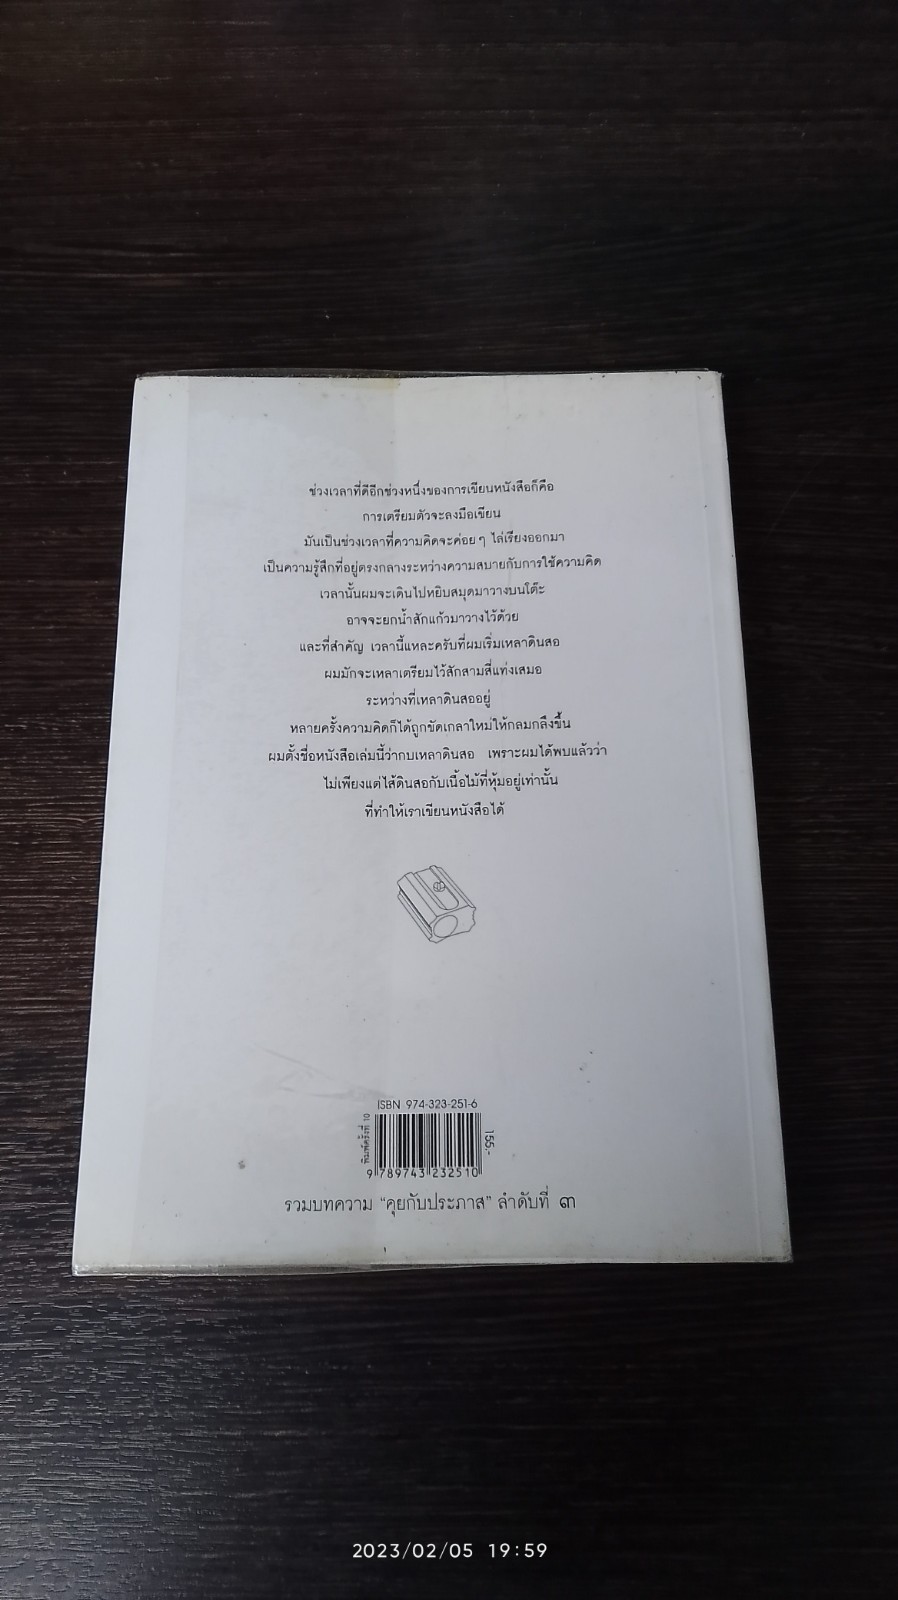 ช่วงเวลาที่ดีอีกช่วงหนึ่งของการเขียนหนังสือก็คือ
การเตรียมตัวจะลงมือเขียน
มันเป็นช่วงเวลาที่ความคิดจะค่อย ๆ ไล่เรียงออกมา
เป็นความรู้สึกที่อยู่ตรงกลางระหว่างความสบายกับการใช้ความคิด
เวลานั้นผมจะเดินไปหยิบสมุดมาวางบนโต๊ะ
อาจจะยกน้ำสักแก้วมาวางไว้ด้วย
และที่สำคัญ เวลานี้แหละครับที่ผมเริ่มเหลาดินสอ
ผมมักจะเหลาเตรียมไว้สักสามสี่แท่งเสมอ
ระหว่างที่เหลาดินสออยู่
หลายครั้งความคิดก็ได้ถูกขัดเกลาใหม่ให้กลมกลึงขึ้น
ผมตั้งชื่อหนังสือเล่มนี้ว่ากบเหลาดินสอ เพราะผมได้พบแล้วว่า
ไม่เพียงแต่ไส้ดินสอกับเนื้อไม้ที่หุ้มอยู่เท่านั้น
ที่ทำให้เราเขียนหนังสือได้
ISBN 974-323-251-6
พิมพ์ครั้งที่ 10
155.-
9 789743 232510
รวมบทความ "คุยกับประภาส" ลำดับที่ ๓
2023/02/05 19:59